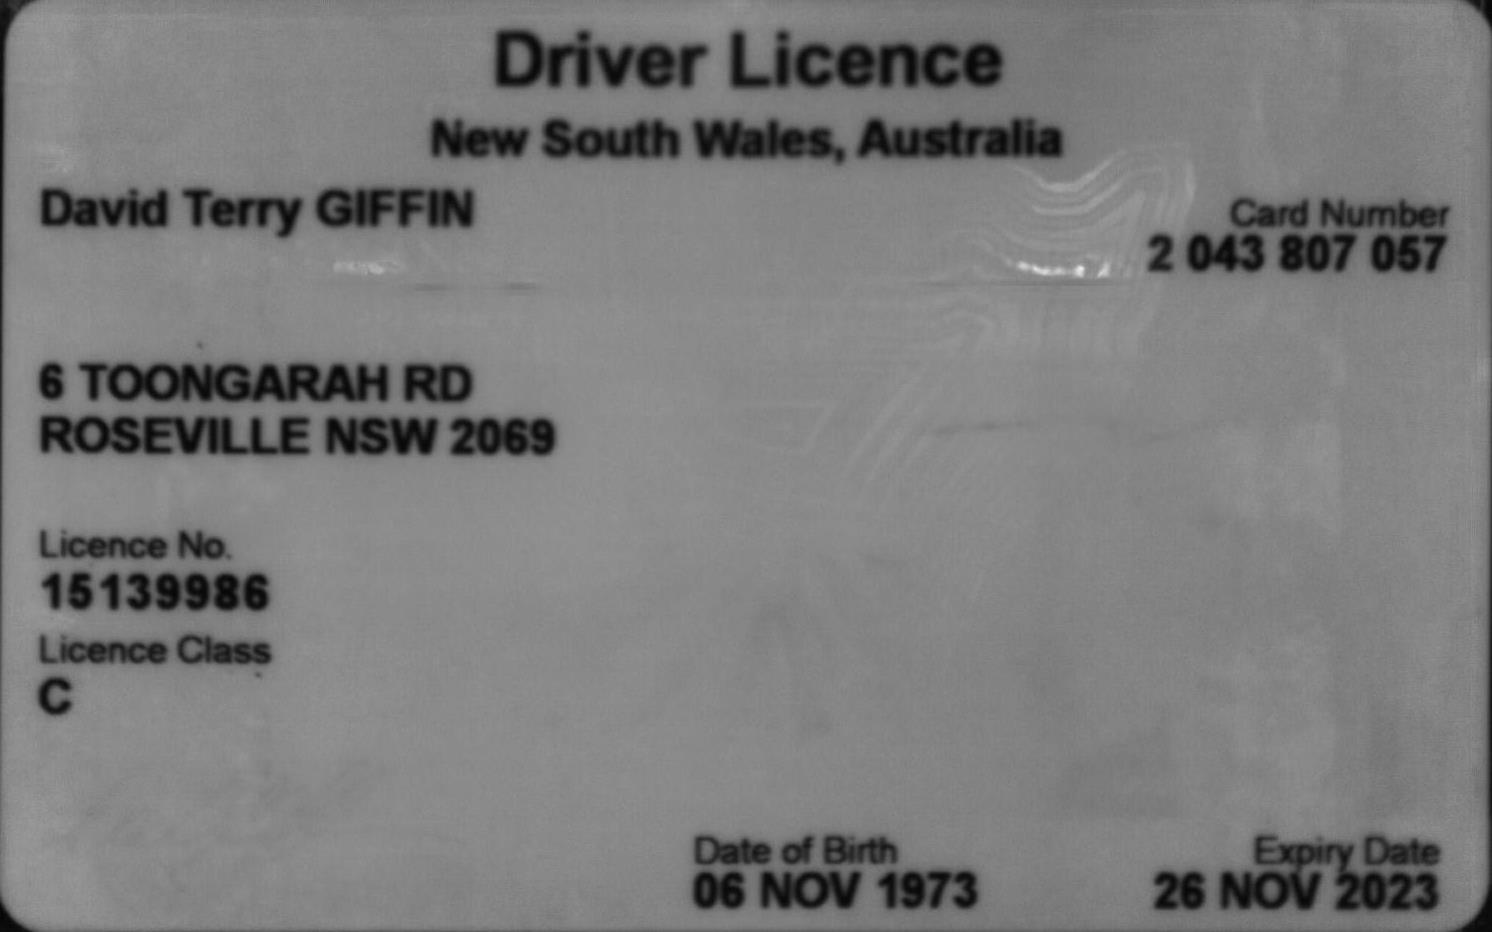 Driver Licence
New South Wales, Australia
David Terry GIFFIN
Card Number
2 043 807 057
6 TOONGARAH RD
ROSEVILLE NSW 2069
Licence No.
15139986
Licence Class
C
Date of Birth
06 NOV 1973
Expiry Date
26 NOV 2023